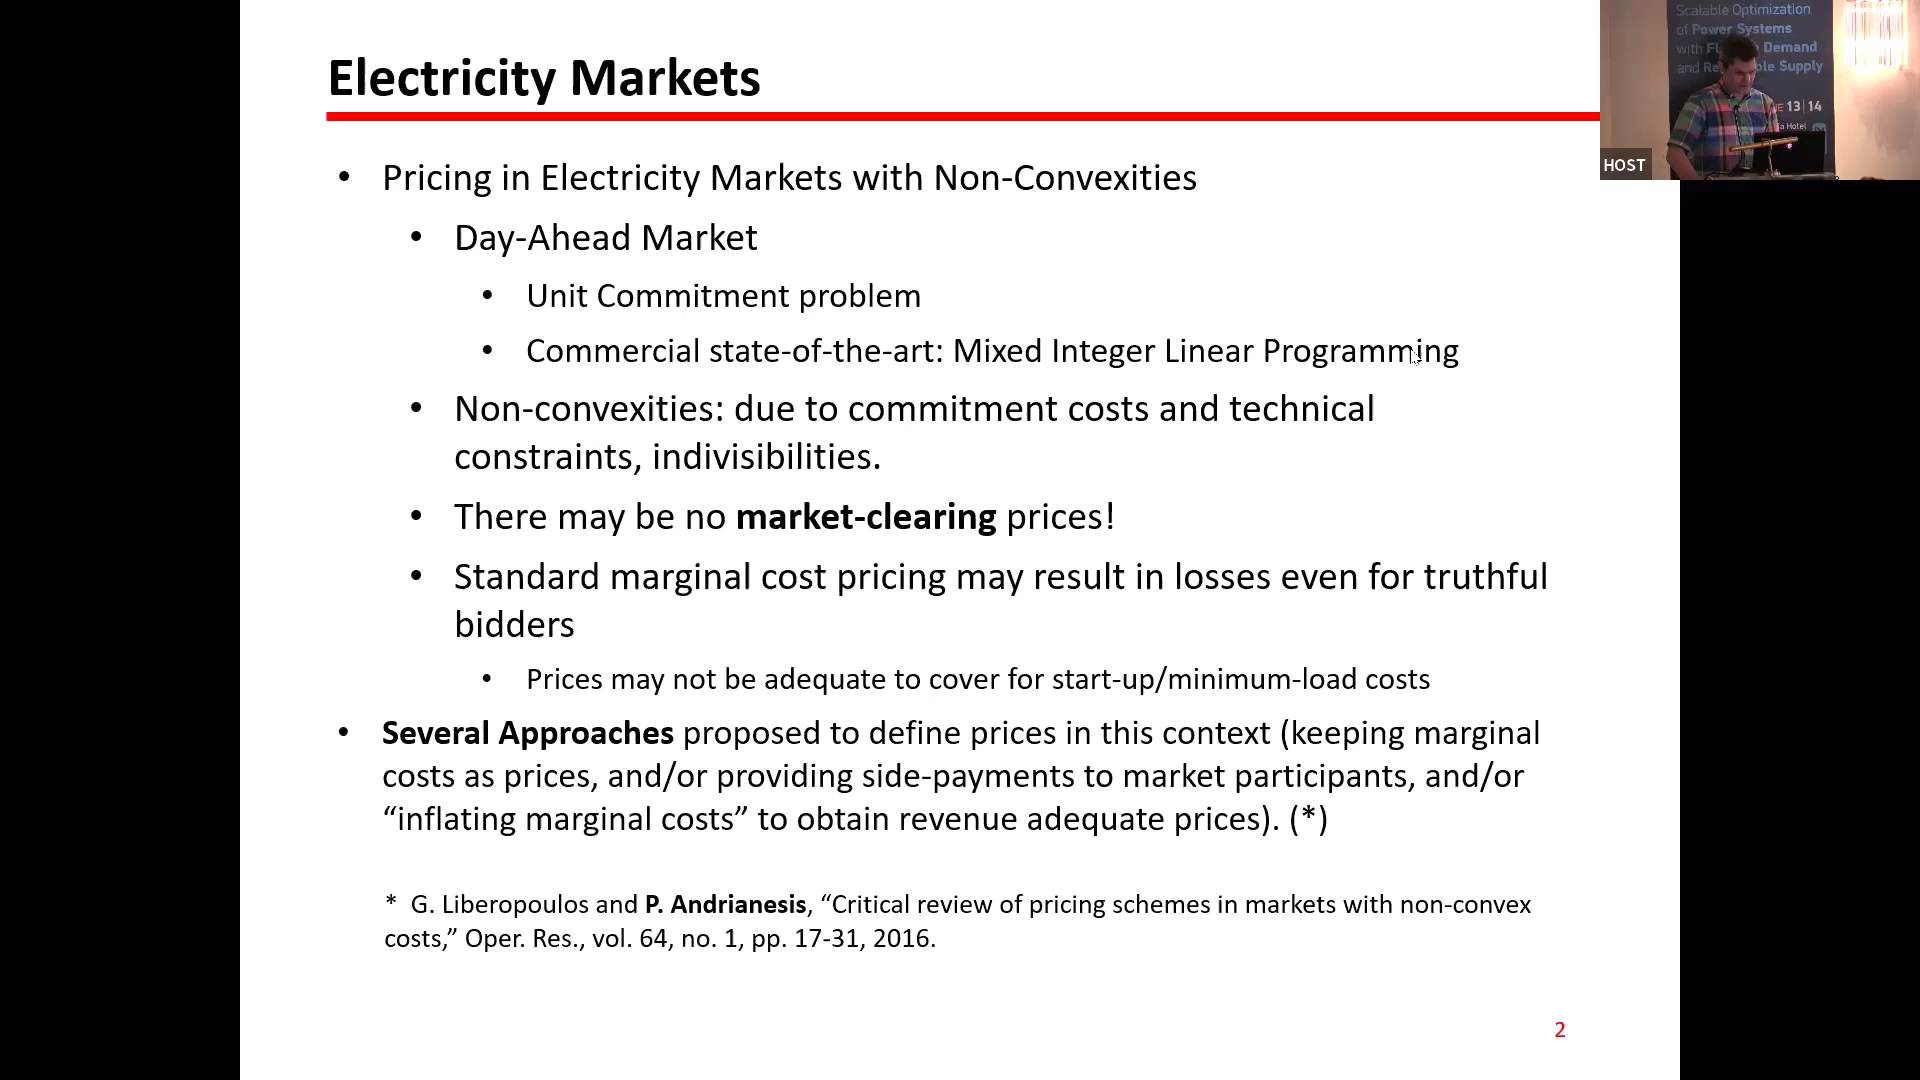 Electricity Markets
• Pricing in Electricity Markets with Non-Convexities
• Day-Ahead Market
• Unit Commitment problem
• Commercial state-of-the-art: Mixed Integer Linear Programming
• Non-convexities: due to commitment costs and technical
constraints, indivisibilities.
• There may be no market-clearing prices!
• Standard marginal cost pricing may result in losses even for truthful
bidders
• Prices may not be adequate to cover for start-up/minimum-load costs
• Several Approaches proposed to define prices in this context (keeping marginal
costs as prices, and/or providing side-payments to market participants, and/or
“inflating marginal costs” to obtain revenue adequate prices). (*)
* G. Liberopoulos and P. Andrianesis, “Critical review of pricing schemes in markets with non-convex
costs,” Oper. Res., vol. 64, no. 1, pp. 17-31, 2016.
2
Scalable Optimization
of Power Systems
with Demand
and Supply
13|14
Hotel
HOST